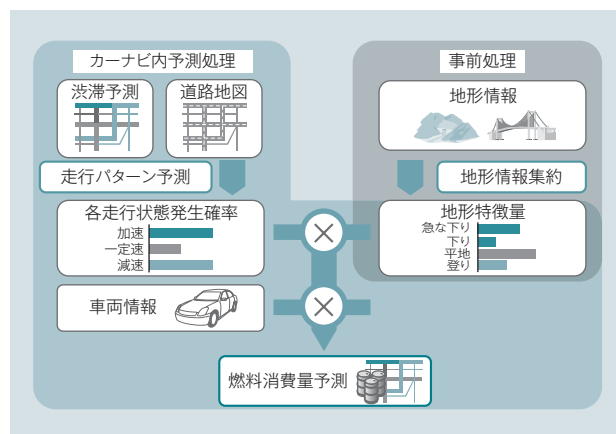 カーナビ内予測処理
渋滞予測
道路地図
走行パターン予測
各走行状態発生確率
加速
一定速
減速
車両情報
事前処理
地形情報
地形情報集約
地形特徴量
急な下り
下り
平地
登り
燃料消費量予測